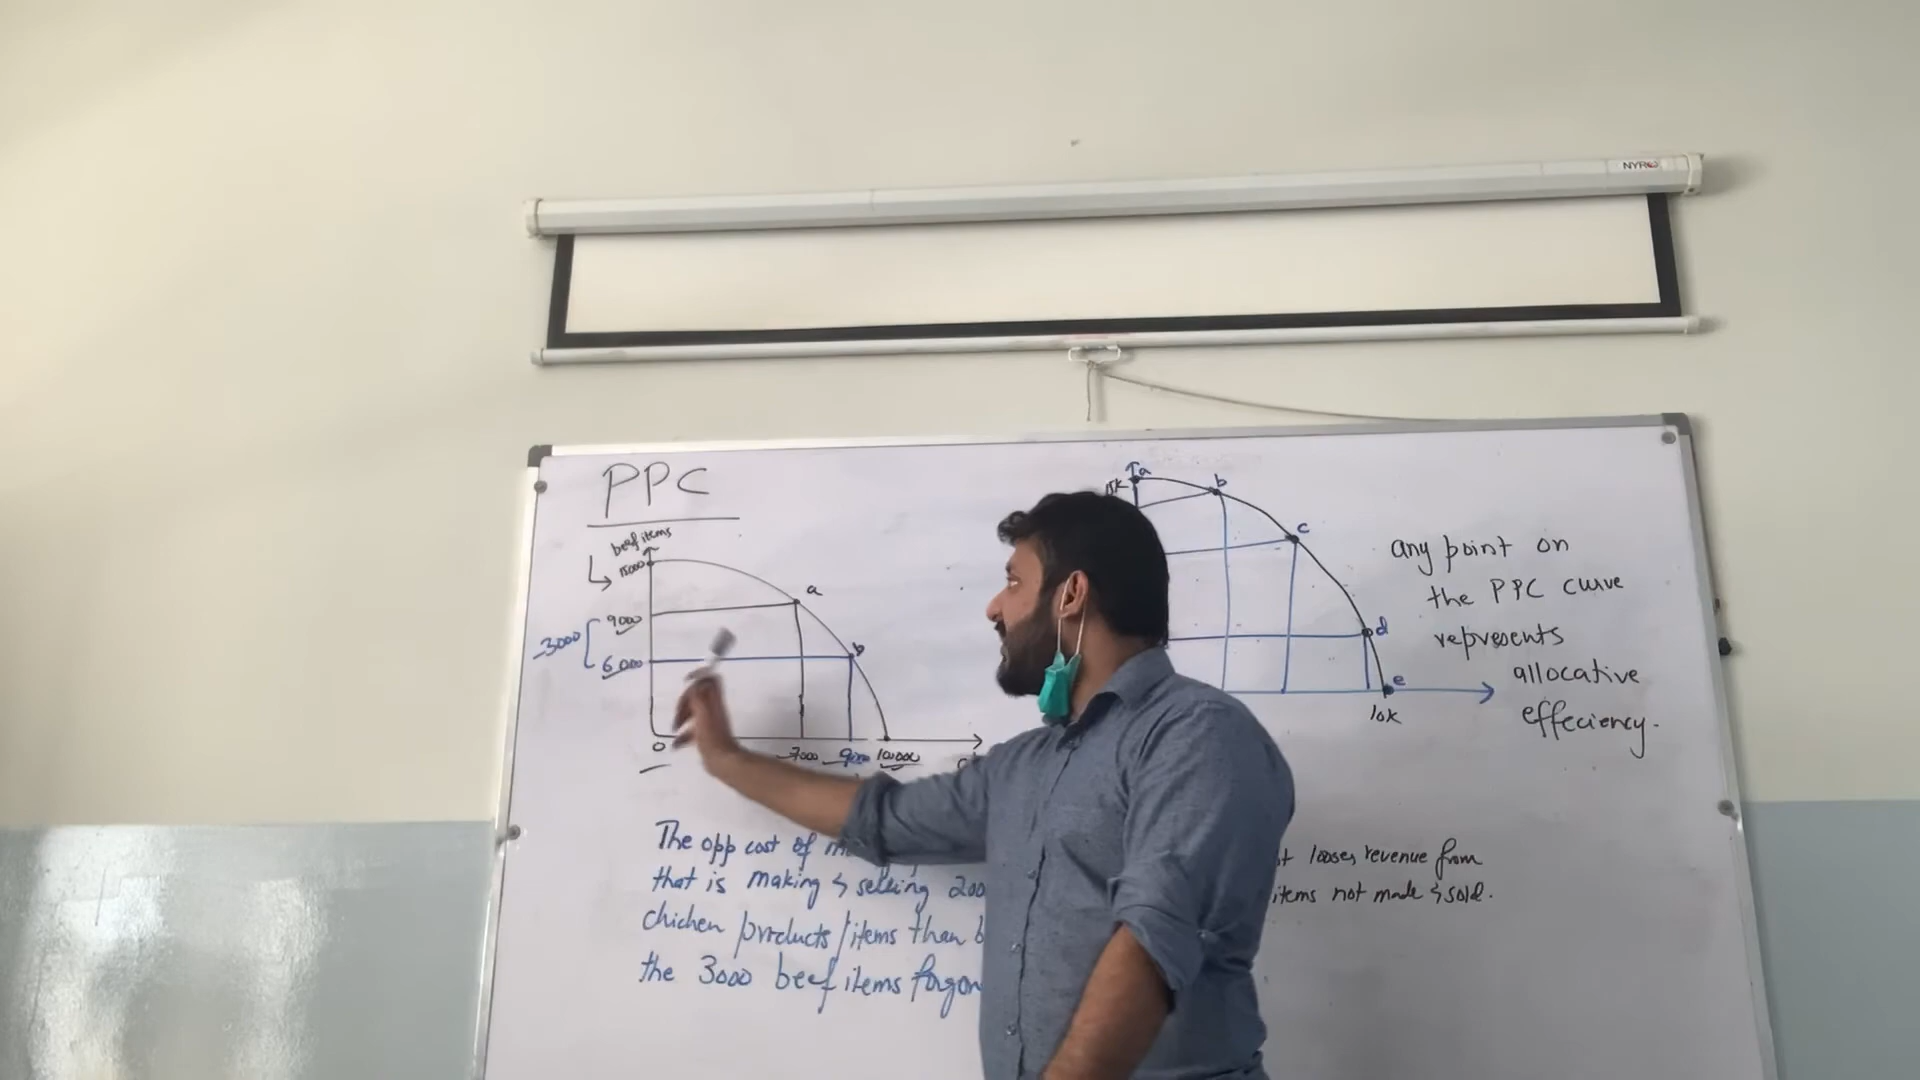 NYRO
PPC
beef items
15000
a
9000
-3000
6000
b
0
7000
9000
10000
The opp cost of
that is making & selling 200
chichen products/items than b
the 3000 beef items forgon
a
15K
b
c
d
e
10K
any point on
the PPC curve
represents
allocative
effeciency.
looses revenue from
items not made & sold.